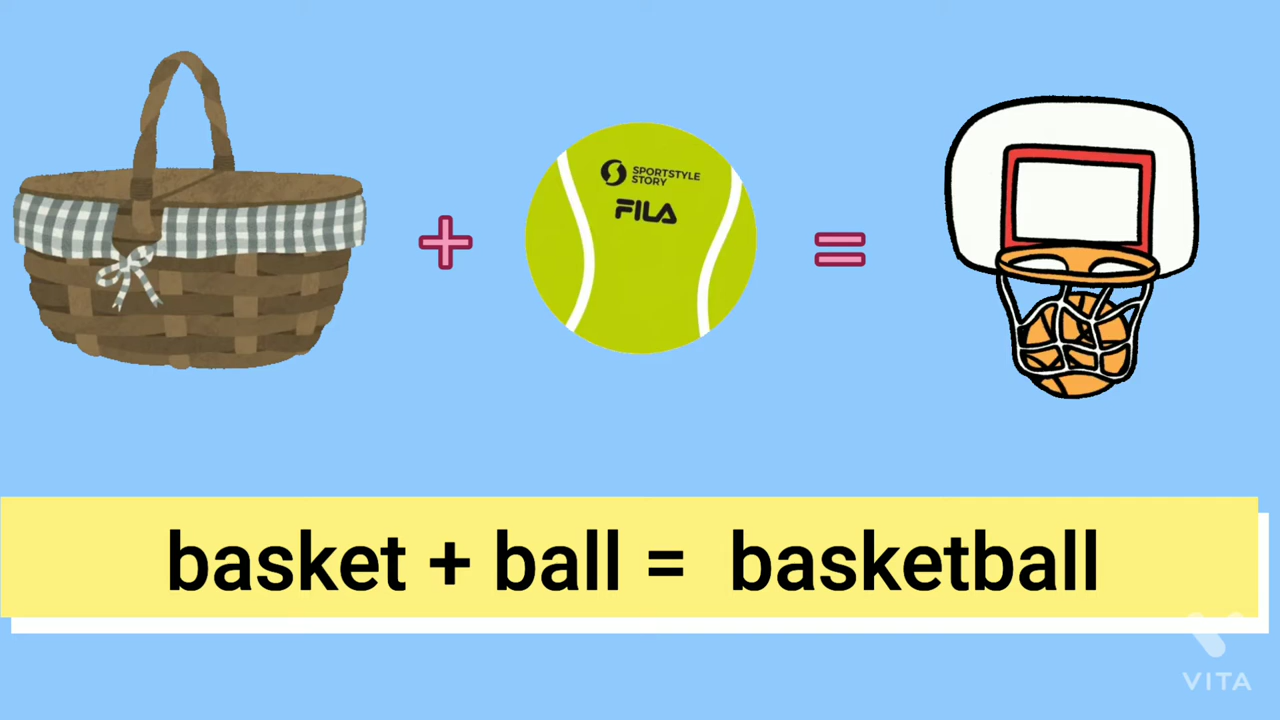 SPORTSTYLE
STORY
FILA
+
=
basket + ball = basketball
VITA